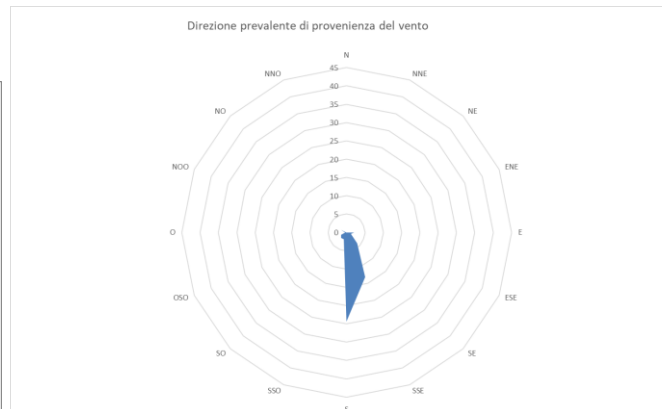 Direzione prevalente di provenienza del vento
N
NNO
NNE
45
40
NO
NE
35
30
25
NOO
ENE
20
15
10
5
O
0
E
OSO
ESE
SO
SE
SSO
SSE